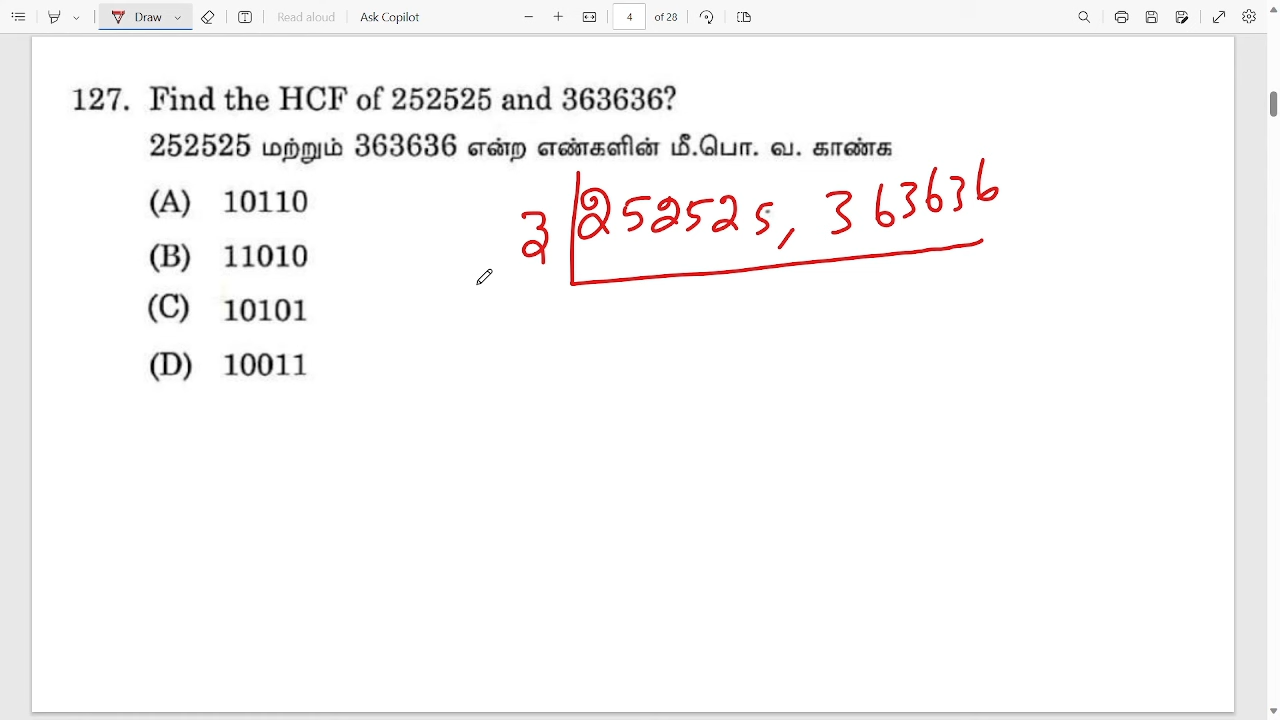 Draw Read aloud Ask Copilot 4 of 28
127. Find the HCF of 252525 and 363636?
252525 மற்றும் 363636 என்ற எண்களின் மீ.பொ. வ. காண்க
(A) 10110
(B) 11010
(C) 10101
(D) 10011
3 252525, 363636